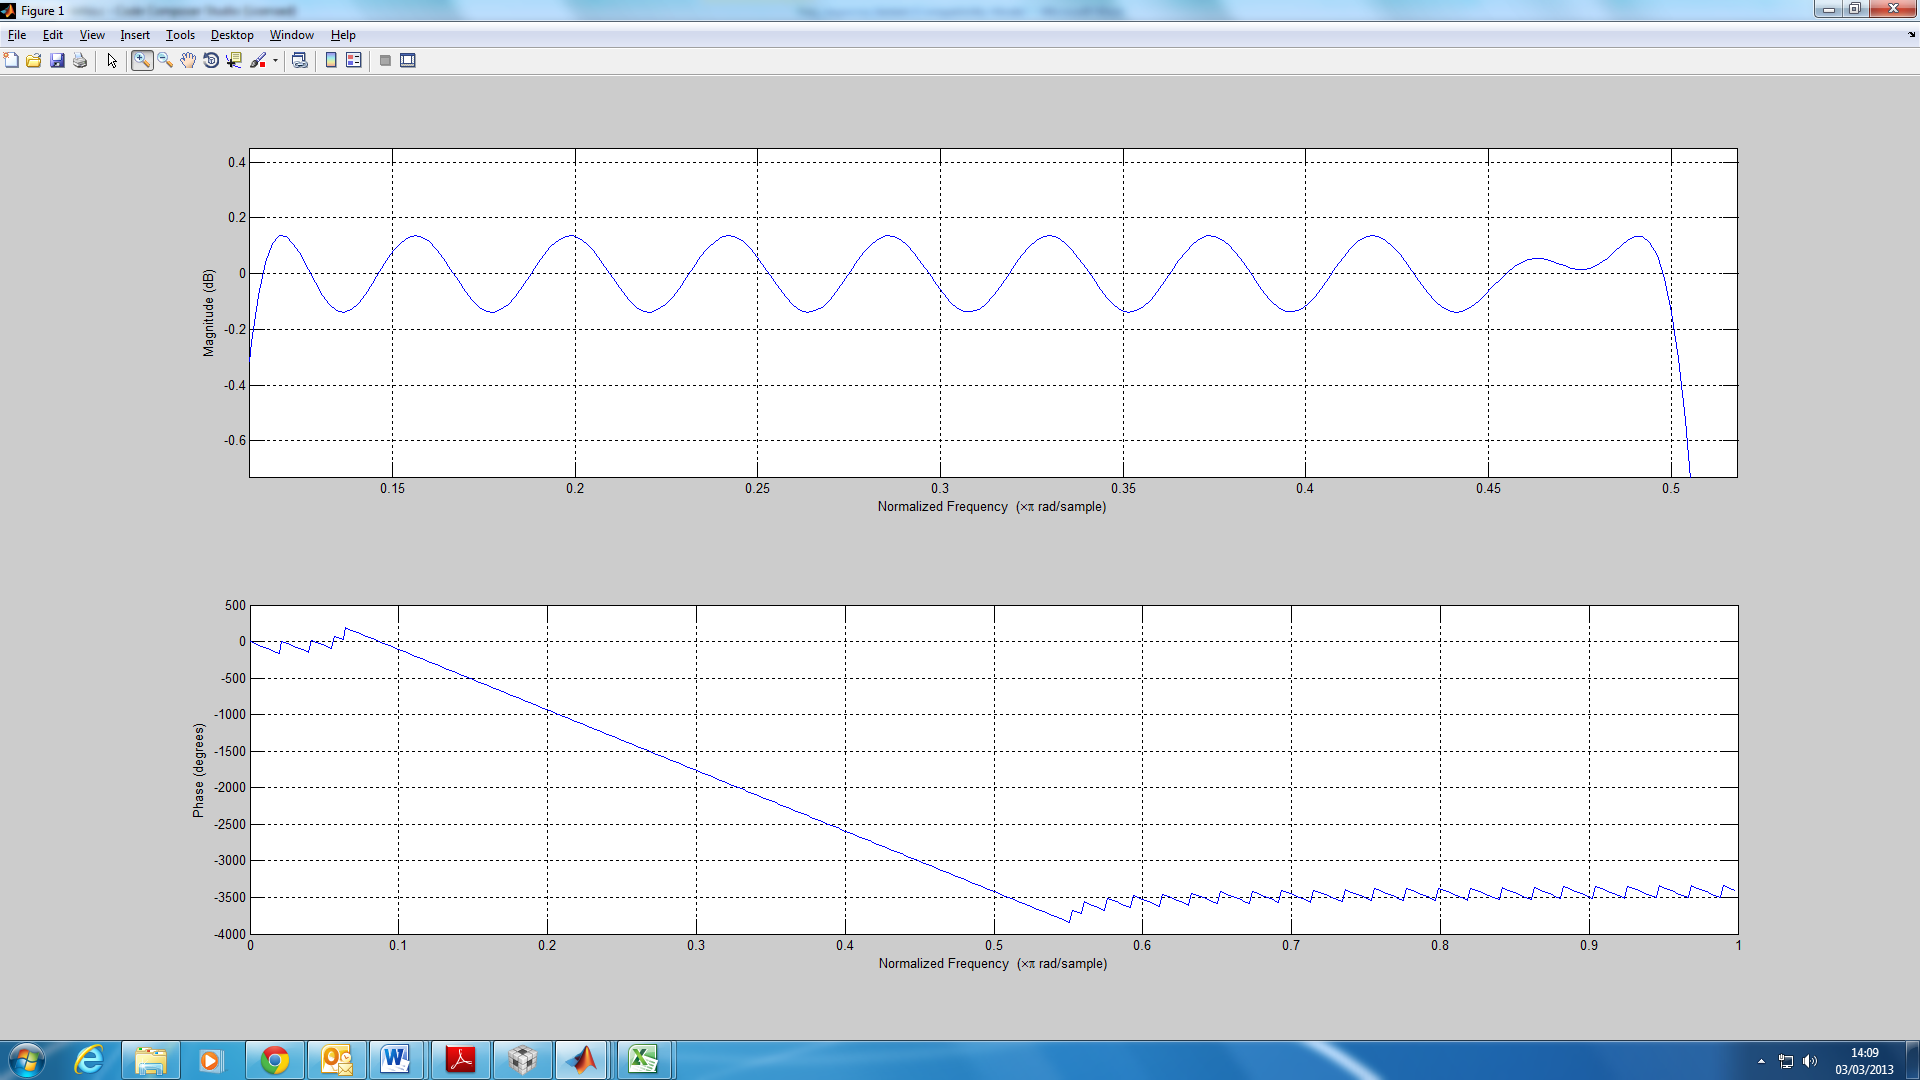 Figure 1
File Edit View Insert Tools Desktop Window Help
0.4
0.2
0
-0.2
-0.4
-0.6
Magnitude (dB)
0.15 0.2 0.25 0.3 0.35 0.4 0.45 0.5
Normalized Frequency (×π rad/sample)
500
0
-500
-1000
-1500
-2000
-2500
-3000
-3500
-4000
Phase (degrees)
0 0.1 0.2 0.3 0.4 0.5 0.6 0.7 0.8 0.9 1
Normalized Frequency (×π rad/sample)
14:09
03/03/2013